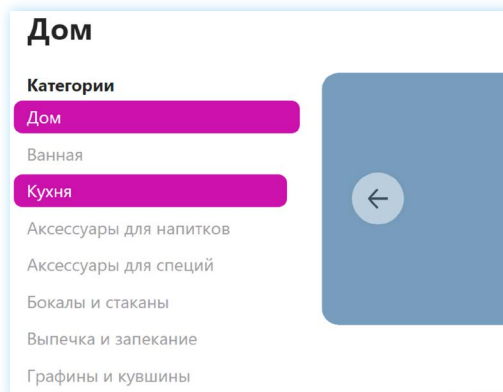 Дом
Категории
Дом
Ванная
Кухня
Аксессуары для напитков
Аксессуары для специй
Бокалы и стаканы
Выпечка и запекание
Графины и кувшины